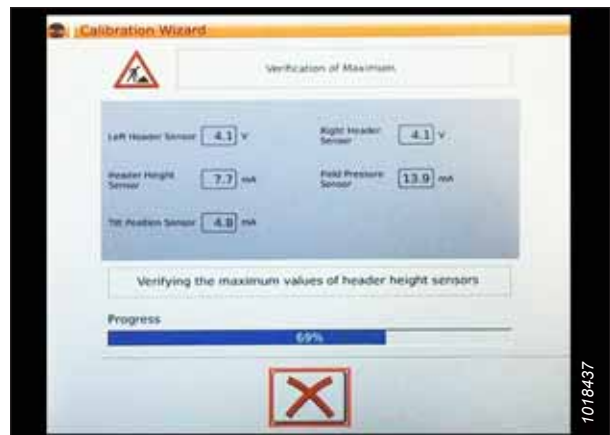 Calibration Wizard
Verification of Maximum
Left Header Sensor 4.1 V
Right Header Sensor 4.1 V
Header Height Sensor 7.7 mA
Field Pressure Sensor 13.9 mA
Tilt Position Sensor 4.8 mA
Verifying the maximum values of header height sensors
Progress
69%
1018437